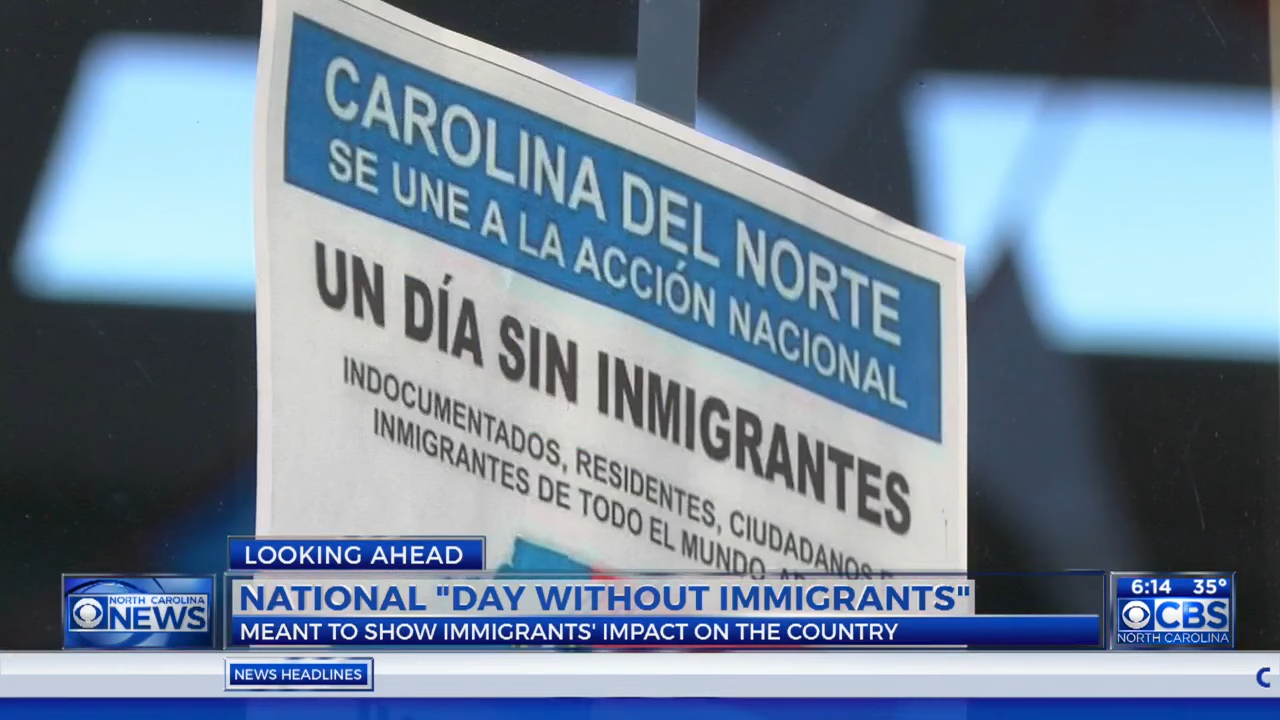 CAROLINA DEL NORTE
SE UNE A LA ACCIÓN NACIONAL
UN DÍA SIN INMIGRANTES
INDOCUMENTADOS, RESIDENTES, CIUDADANOS
INMIGRANTES DE TODO EL MUNDO,
LOOKING AHEAD
NORTH CAROLINA
NEWS
NATIONAL "DAY WITHOUT IMMIGRANTS"
MEANT TO SHOW IMMIGRANTS' IMPACT ON THE COUNTRY
6:14 35°
CBS
NORTH CAROLINA
NEWS HEADLINES